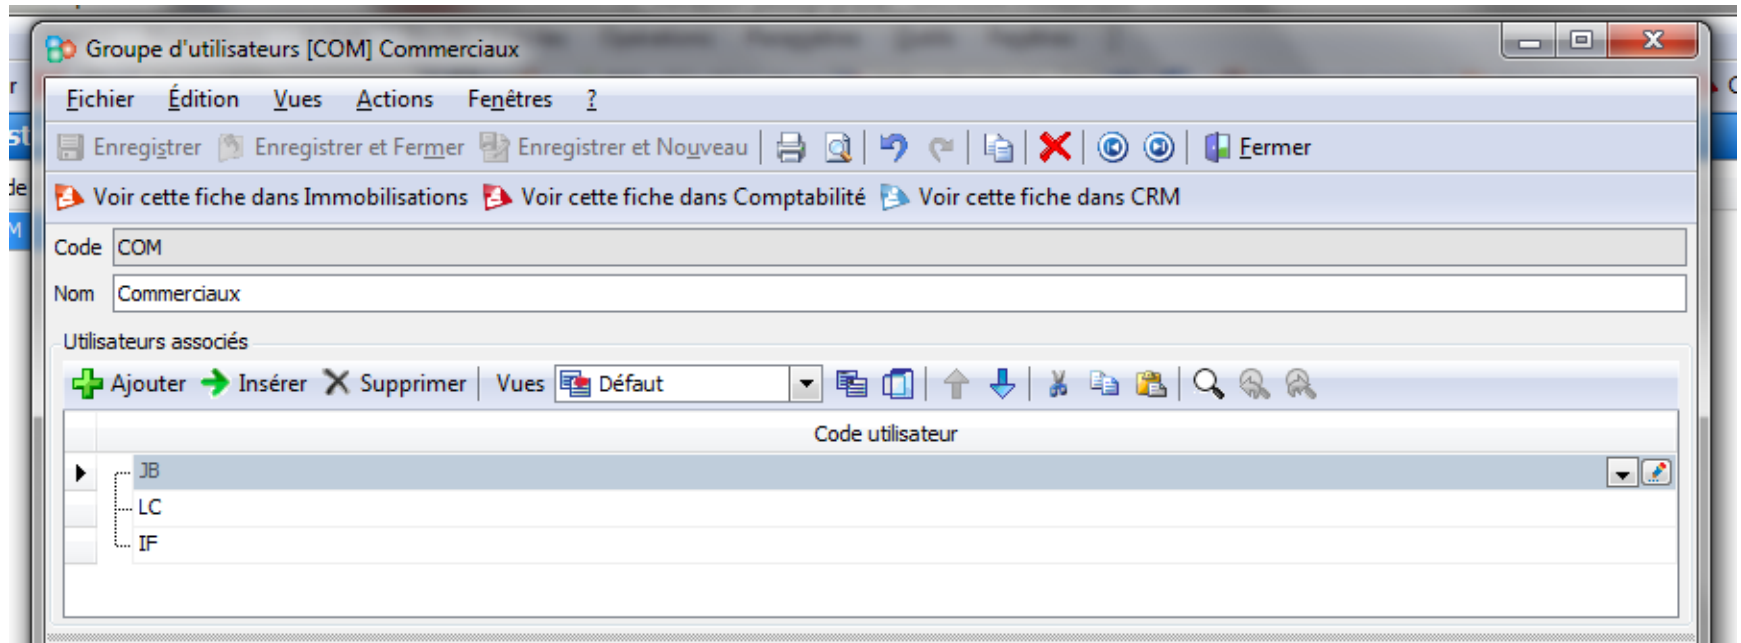 Groupe d'utilisateurs [COM] Commerciaux
Fichier Édition Vues Actions Fenêtres ?
Enregistrer Enregistrer et Fermer Enregistrer et Nouveau Fermer
Voir cette fiche dans Immobilisations Voir cette fiche dans Comptabilité Voir cette fiche dans CRM
Code COM
Nom Commerciaux
Utilisateurs associés
Ajouter Insérer Supprimer Vues Défaut
Code utilisateur
JB
LC
IF